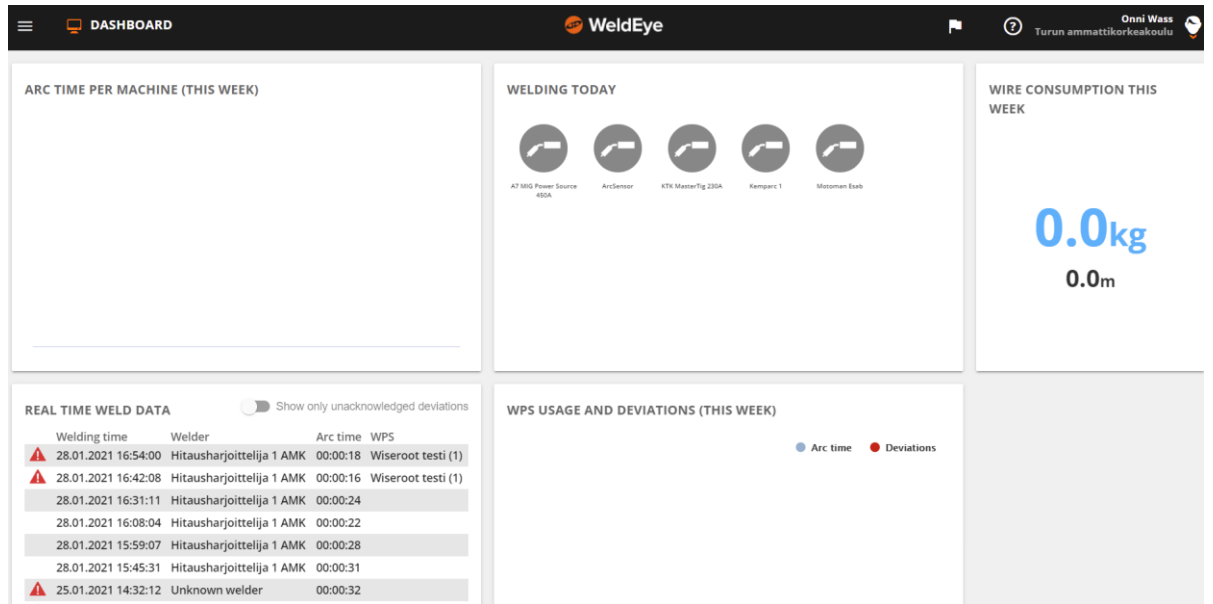 DASHBOARD
WeldEye
Onni Wass
Turun ammattikorkeakoulu
ARC TIME PER MACHINE (THIS WEEK)
WELDING TODAY
A7 MIG Power Source
450A
ArcSensor
KTK MasterTig 230A
Kemparc 1
Motoman Esab
WIRE CONSUMPTION THIS
WEEK
0.0kg
0.0m
REAL TIME WELD DATA
Show only unacknowledged deviations
Welding time Welder Arc time WPS
28.01.2021 16:54:00 Hitausharjoittelija 1 AMK 00:00:18 Wiseroot testi (1)
28.01.2021 16:42:08 Hitausharjoittelija 1 AMK 00:00:16 Wiseroot testi (1)
28.01.2021 16:31:11 Hitausharjoittelija 1 AMK 00:00:24
28.01.2021 16:08:04 Hitausharjoittelija 1 AMK 00:00:22
28.01.2021 15:59:07 Hitausharjoittelija 1 AMK 00:00:28
28.01.2021 15:45:31 Hitausharjoittelija 1 AMK 00:00:31
25.01.2021 14:32:12 Unknown welder 00:00:32
WPS USAGE AND DEVIATIONS (THIS WEEK)
Arc time
Deviations